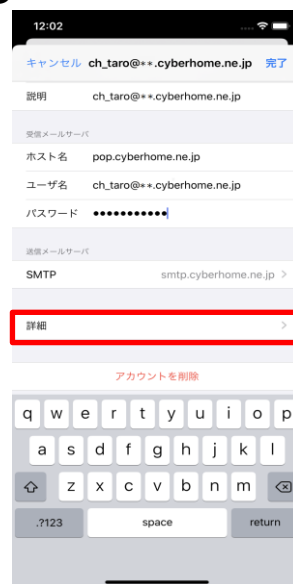 12:02
キャンセル ch_taro@**.cyberhome.ne.jp 完了
説明 ch_taro@**.cyberhome.ne.jp
受信メールサーバ
ホスト名 pop.cyberhome.ne.jp
ユーザ名 ch_taro@**.cyberhome.ne.jp
パスワード ●●●●●●●●●●●
送信メールサーバ
SMTP smtp.cyberhome.ne.jp >
詳細 >
アカウントを削除
q w e r t y u i o p
a s d f g h j k l
z x c v b n m
.?123 space return